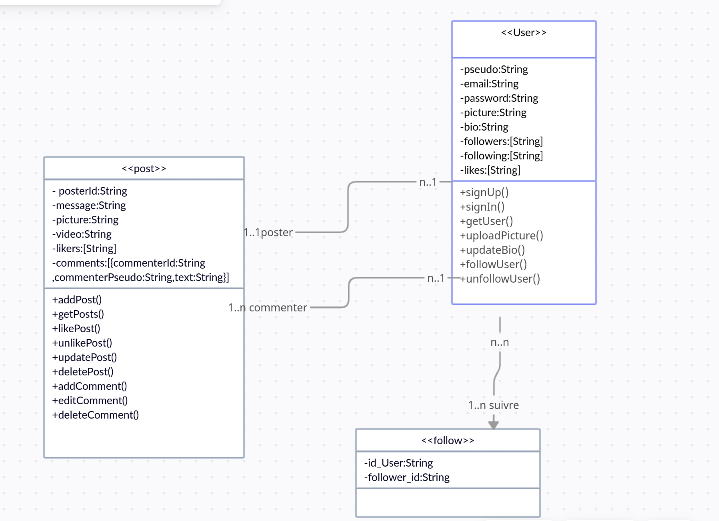 <<User>>
-pseudo:String
-email:String
-password:String
-picture:String
-bio:String
-followers:[String]
-following:[String]
-likes:[String]
+signUp()
+signIn()
+getUser()
+uploadPicture()
+updateBio()
+followUser()
+unfollowUser()
<<post>>
- posterId:String
-message:String
-picture:String
-video:String
-likers:[String]
-comments:[{commenterId:String
,commenterPseudo:String,text:String}]
+addPost()
+getPosts()
+likePost()
+unlikePost()
+updatePost()
+deletePost()
+addComment()
+editComment()
+deleteComment()
n..1
1..1poster
n..1
1..n commenter
n..n
1..n suivre
<<follow>>
-id_User:String
-follower_id:String